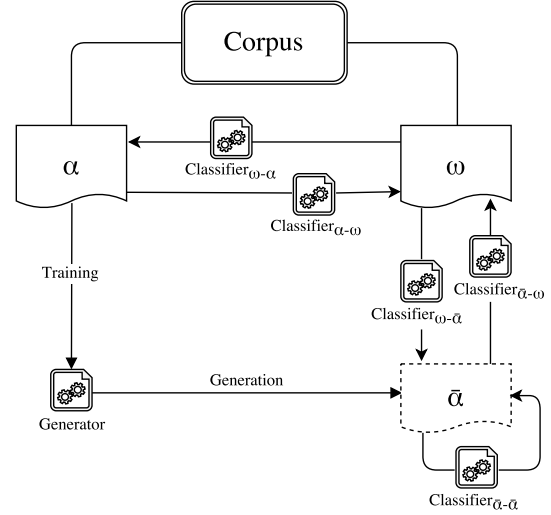 Corpus
α
ω
Classifierω-α
Classifierα-ω
Training
Classifierω-ᾱ
Classifierᾱ-ω
Generation
Generator
ᾱ
Classifierᾱ-ᾱ